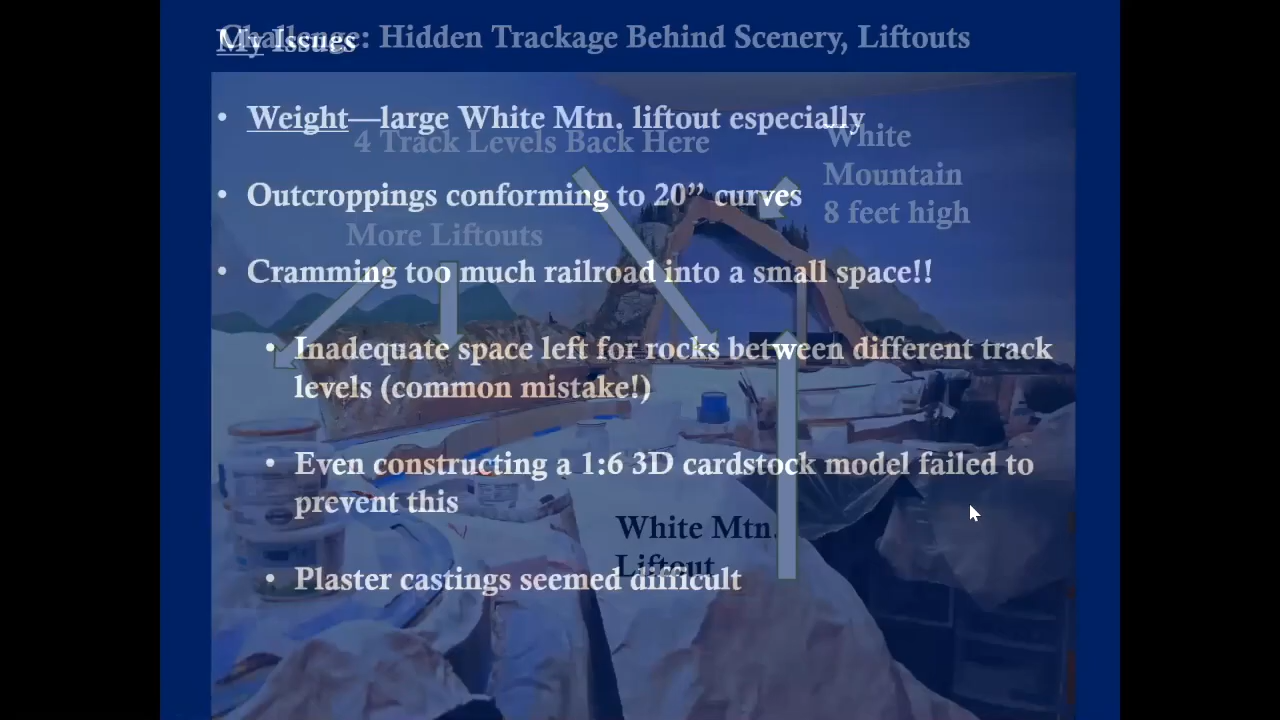 Challenge: Hidden Trackage Behind Scenery, Liftouts
My Issues
• Weight—large White Mtn. liftout especially
4 Track Levels Back Here
White
Mountain
8 feet high
• Outcroppings conforming to 20” curves
More Liftouts
• Cramming too much railroad into a small space!!
• Inadequate space left for rocks between different track
levels (common mistake!)
• Even constructing a 1:6 3D cardstock model failed to
prevent this
White Mtn.
Liftout
• Plaster castings seemed difficult